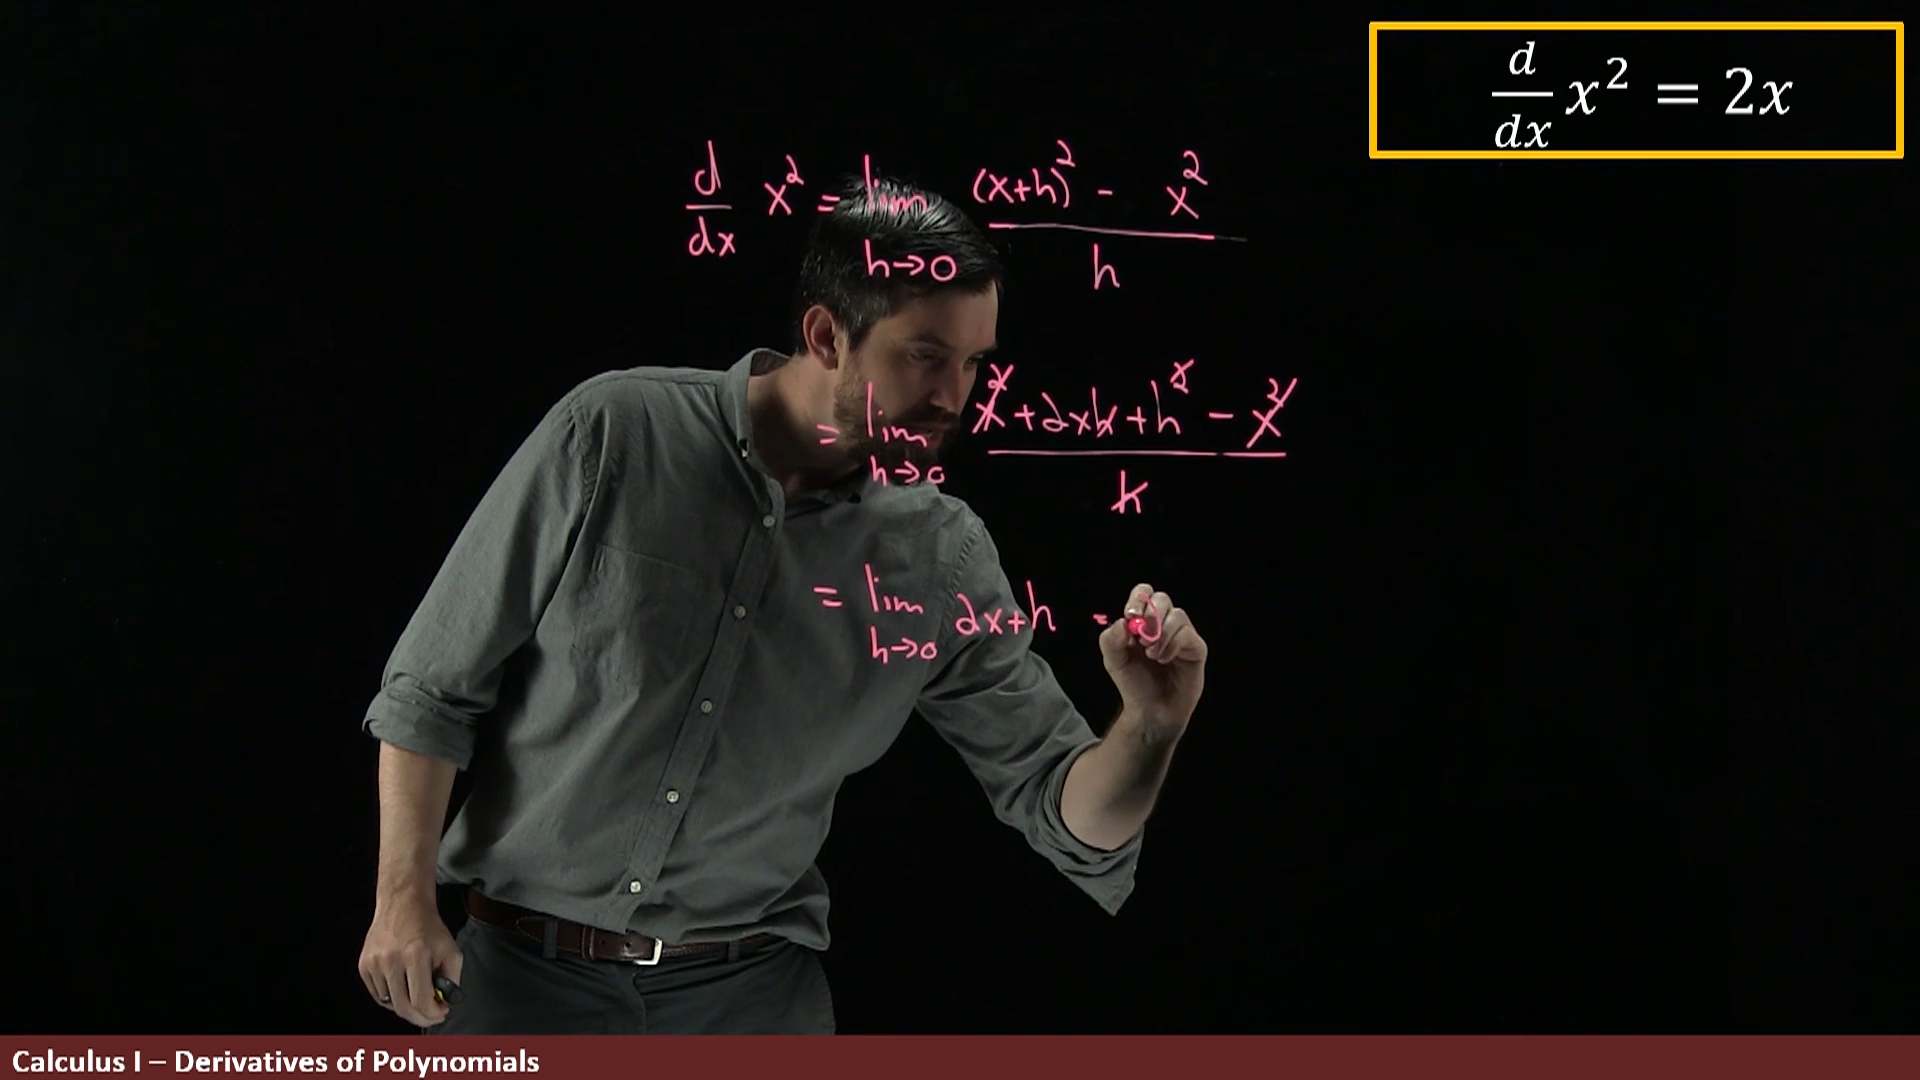 d/dx x² = 2x
d/dx x² = lim h→0 ((x+h)² - x²)/h
= lim h→0 (x² + 2xh + h² - x²)/h
= lim h→0 2x+h = 2
Calculus I – Derivatives of Polynomials